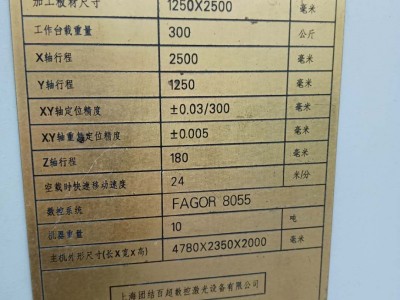 加工板材尺寸 1250X2500 毫米
工作台载重量 300 公斤
X轴行程 2500 毫米
Y轴行程 1250 毫米
XY轴定位精度 ±0.03/300 毫米
XY轴重复定位精度 ±0.005 毫米
Z轴行程 180 毫米
空载时快速移动速度 24 米/分
数控系统 FAGOR 8055
机器重量 10 吨
主机外形尺寸(长X宽X高) 4780X2350X2000 毫米
上海团结百超数控激光设备有限公司